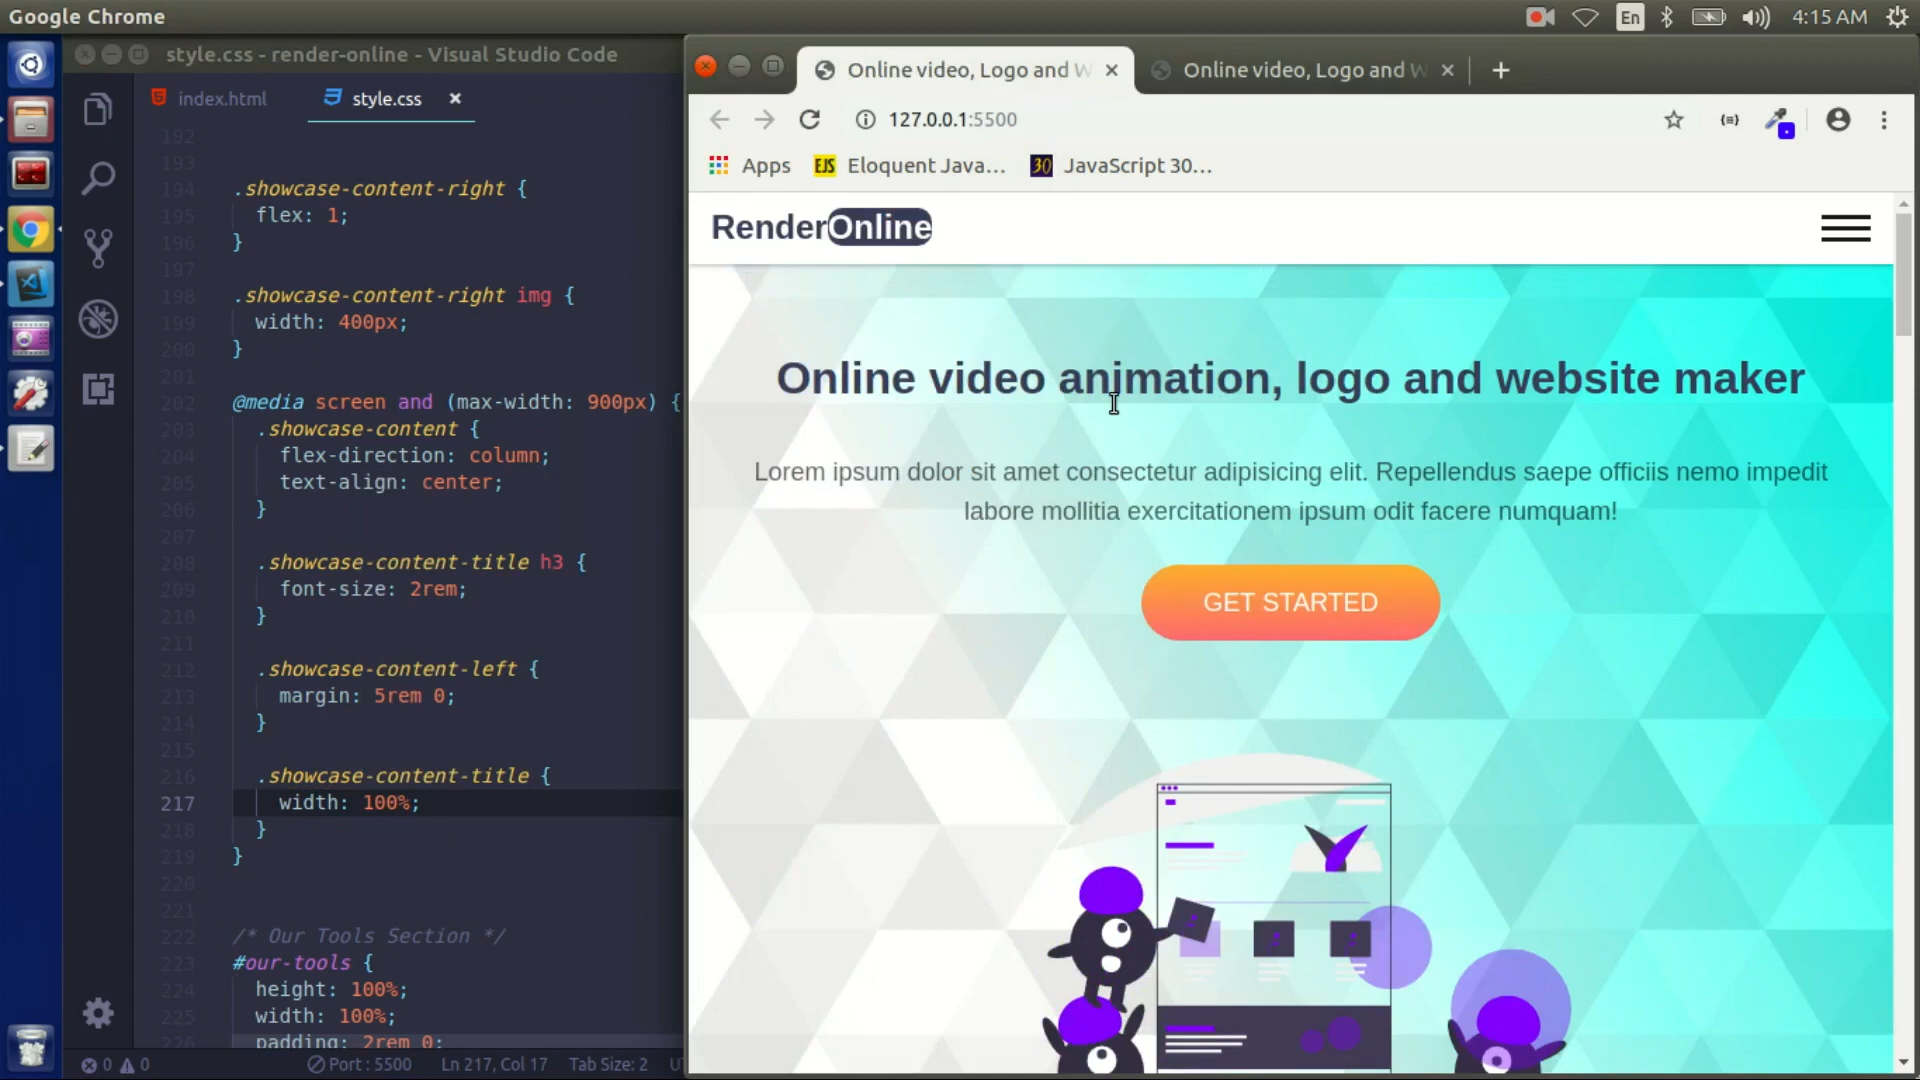 Google Chrome
En
4:15 AM
style.css - render-online - Visual Studio Code
index.html
style.css
192
193
194 .showcase-content-right {
195 flex: 1;
196 }
197
198 .showcase-content-right img {
199 width: 400px;
200 }
201
202 @media screen and (max-width: 900px) {
203 .showcase-content {
204 flex-direction: column;
205 text-align: center;
206 }
207
208 .showcase-content-title h3 {
209 font-size: 2rem;
210 }
211
212 .showcase-content-left {
213 margin: 5rem 0;
214 }
215
216 .showcase-content-title {
217 width: 100%;
218 }
219 }
220
221
222 /* Our Tools Section */
223 #our-tools {
224 height: 100%;
225 width: 100%;
226 padding: 2rem 0;
0 0
Port : 5500
Ln 217, Col 17
Tab Size: 2
Online video, Logo and W
Online video, Logo and W
127.0.0.1:5500
Apps
EJS Eloquent Java...
30 JavaScript 30...
RenderOnline
Online video animation, logo and website maker
Lorem ipsum dolor sit amet consectetur adipisicing elit. Repellendus saepe officiis nemo impedit
labore mollitia exercitationem ipsum odit facere numquam!
GET STARTED